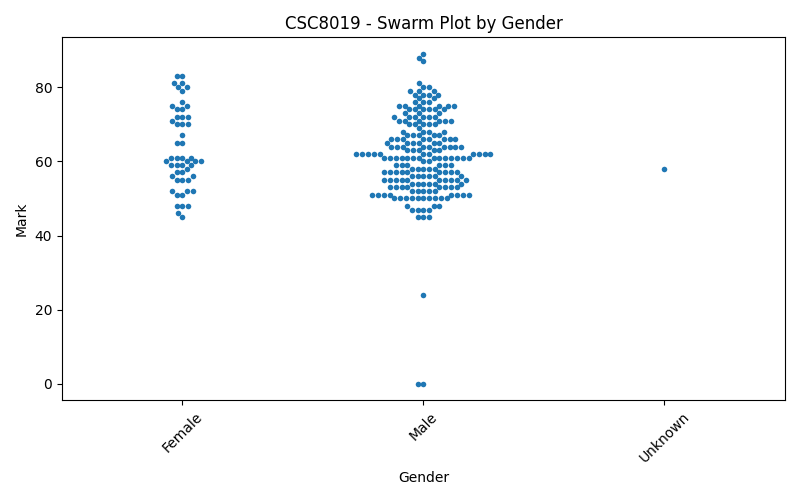 CSC8019 - Swarm Plot by Gender
Mark
80
60
40
20
0
Female
Male
Unknown
Gender